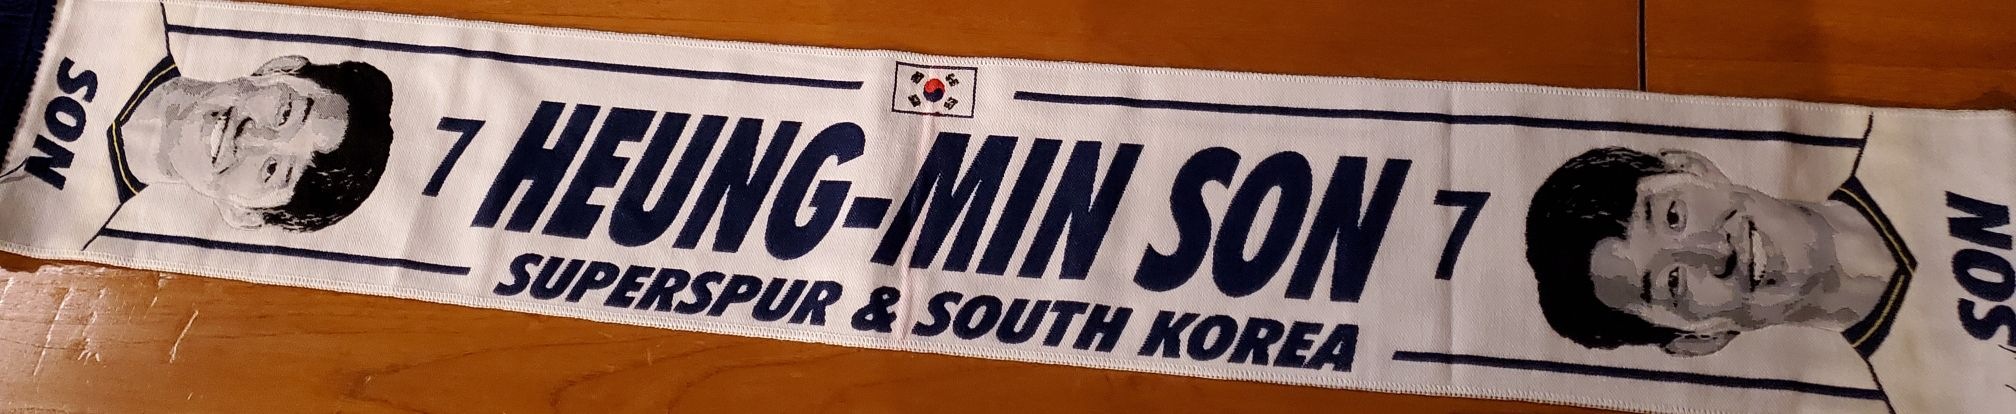 SON
7 HEUNG-MIN SON 7
SUPERSPUR & SOUTH KOREA
SON